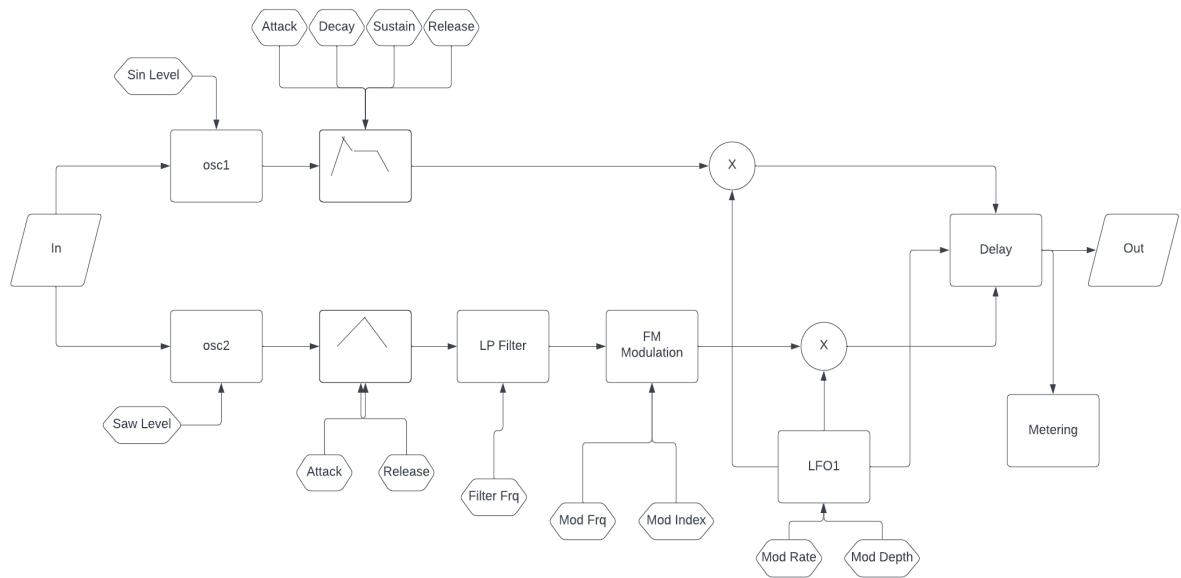 Attack
Decay
Sustain
Release
Sin Level
osc1
X
In
Delay
Out
osc2
LP Filter
FM
Modulation
X
Saw Level
Metering
Attack
Release
LFO1
Filter Frq
Mod Frq
Mod Index
Mod Rate
Mod Depth